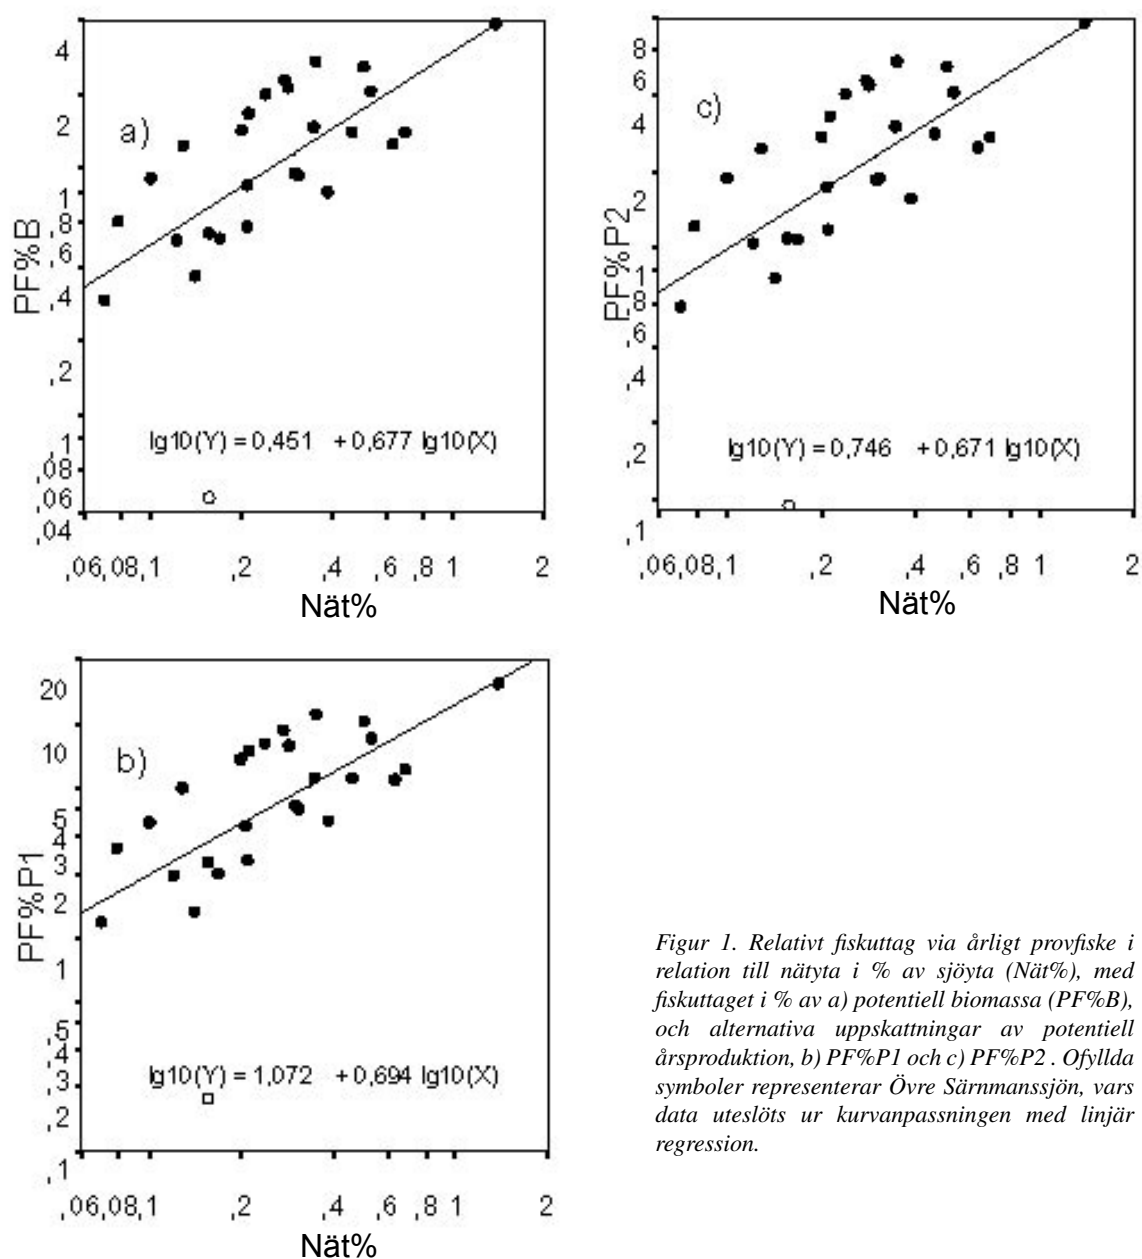 4
2
a)
1
,8
,6
,4
,2
,1
,08
,06
,04
PF%B
lg10(Y) = 0,451 + 0,677 lg10(X)
,06,08,1 ,2 ,4 ,6 ,8 1 2
Nät%
8
6
c)
4
2
1
,8
,6
,4
,2
,1
PF%P2
lg10(Y) = 0,746 + 0,671 lg10(X)
,06,08,1 ,2 ,4 ,6 ,8 1 2
Nät%
20
10
b)
5
4
3
2
1
,5
,4
,3
,2
,1
PF%P1
lg10(Y) = 1,072 + 0,694 lg10(X)
,06,08,1 ,2 ,4 ,6 ,8 1 2
Nät%
Figur 1. Relativt fiskuttag via årligt provfiske i
relation till nätyta i % av sjöyta (Nät%), med
fiskuttaget i % av a) potentiell biomassa (PF%B),
och alternativa uppskattningar av potentiell
årsproduktion, b) PF%P1 och c) PF%P2 . Ofyllda
symboler representerar Övre Särnmanssjön, vars
data uteslöts ur kurvanpassningen med linjär
regression.